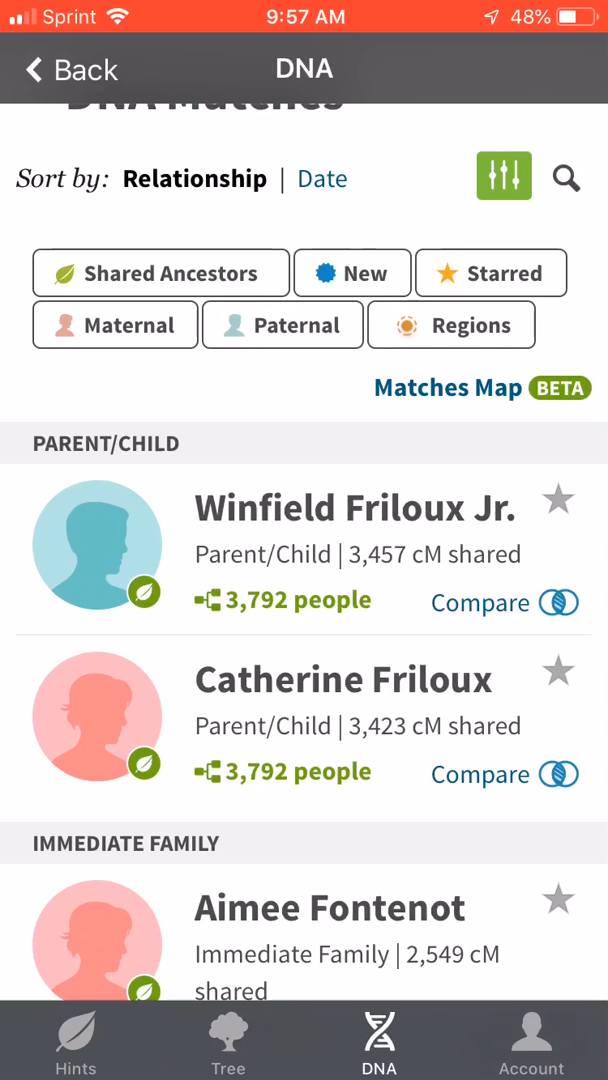 Sprint 9:57 AM 48%
Back DNA
DNA Matches
Sort by: Relationship | Date
Shared Ancestors New Starred
Maternal Paternal Regions
Matches Map BETA
PARENT/CHILD
Winfield Friloux Jr.
Parent/Child | 3,457 cM shared
3,792 people Compare
Catherine Friloux
Parent/Child | 3,423 cM shared
3,792 people Compare
IMMEDIATE FAMILY
Aimee Fontenot
Immediate Family | 2,549 cM
shared
Hints Tree DNA Account